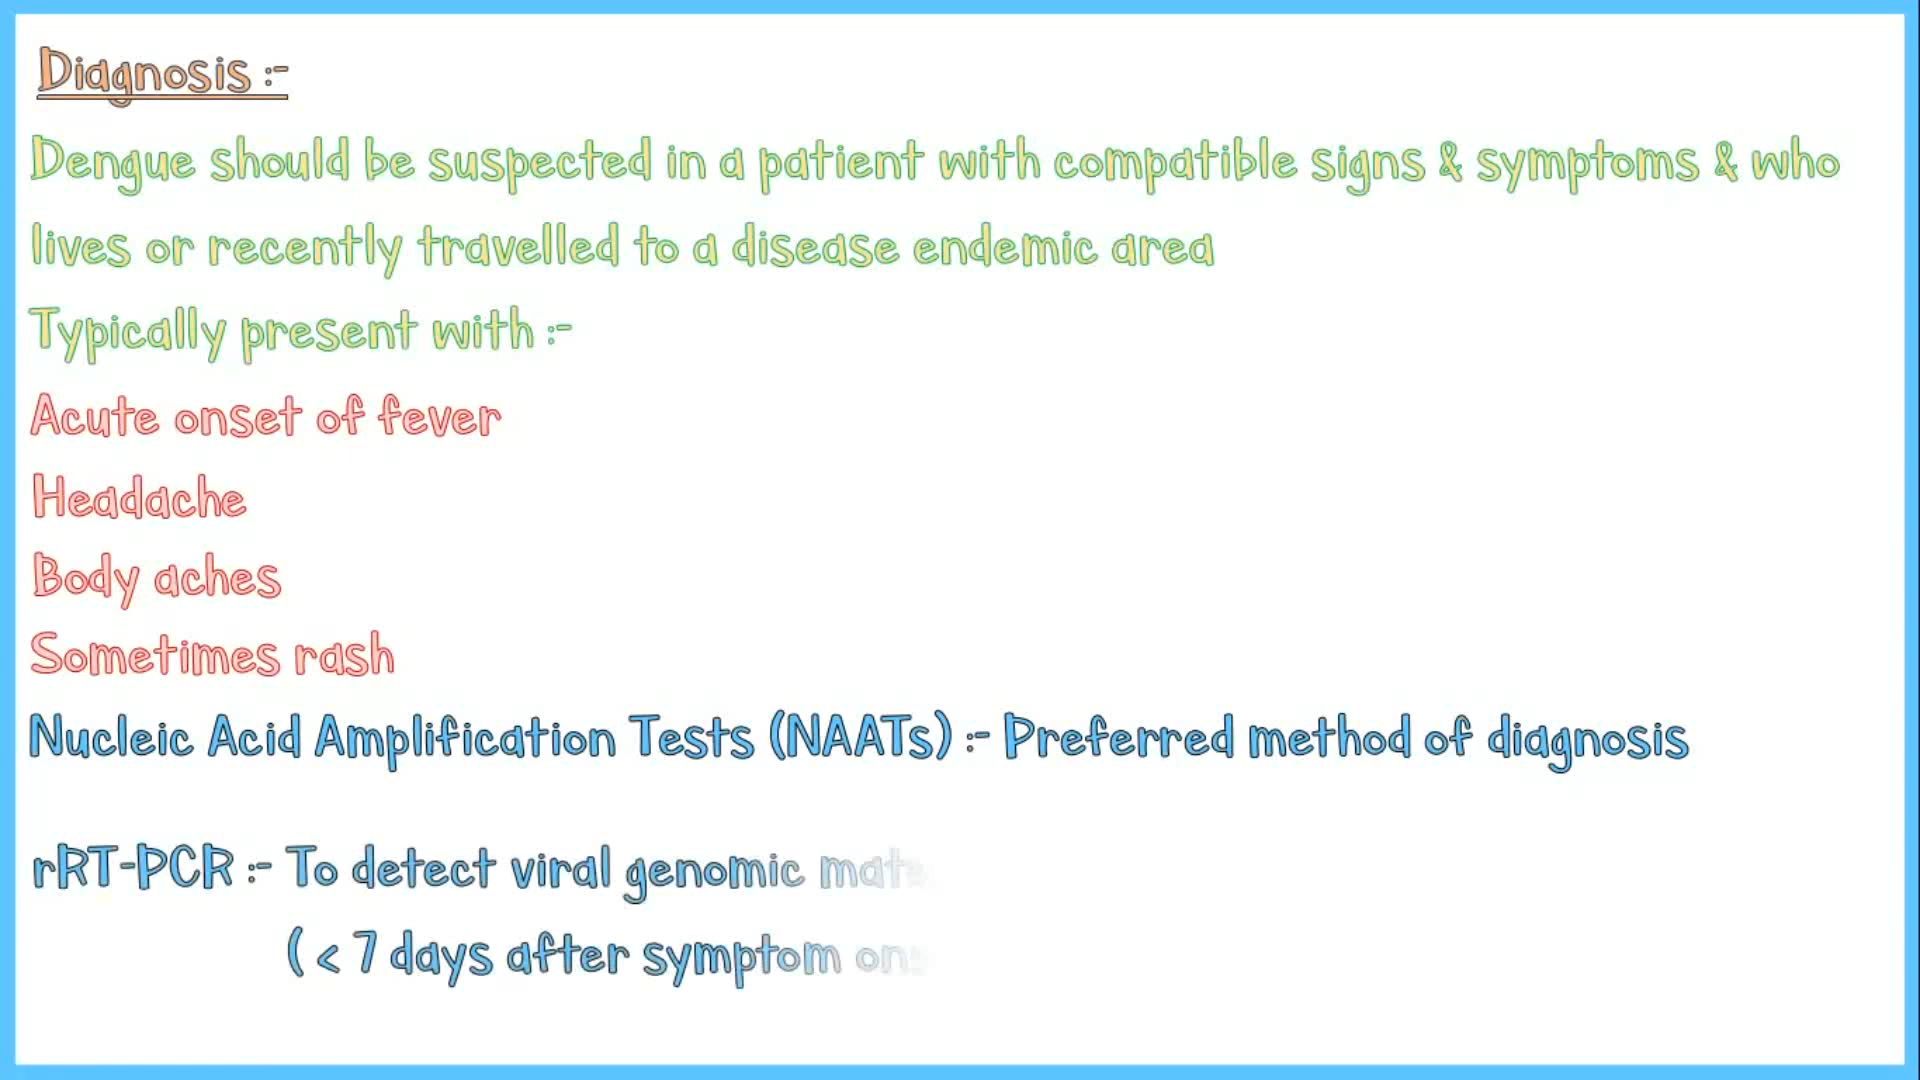 Diagnosis :-
Dengue should be suspected in a patient with compatible signs & symptoms & who
lives or recently travelled to a disease endemic area
Typically present with :-
Acute onset of fever
Headache
Body aches
Sometimes rash
Nucleic Acid Amplification Tests (NAATs) :- Preferred method of diagnosis
rRT-PCR :- To detect viral genomic
( < 7 days after symptom